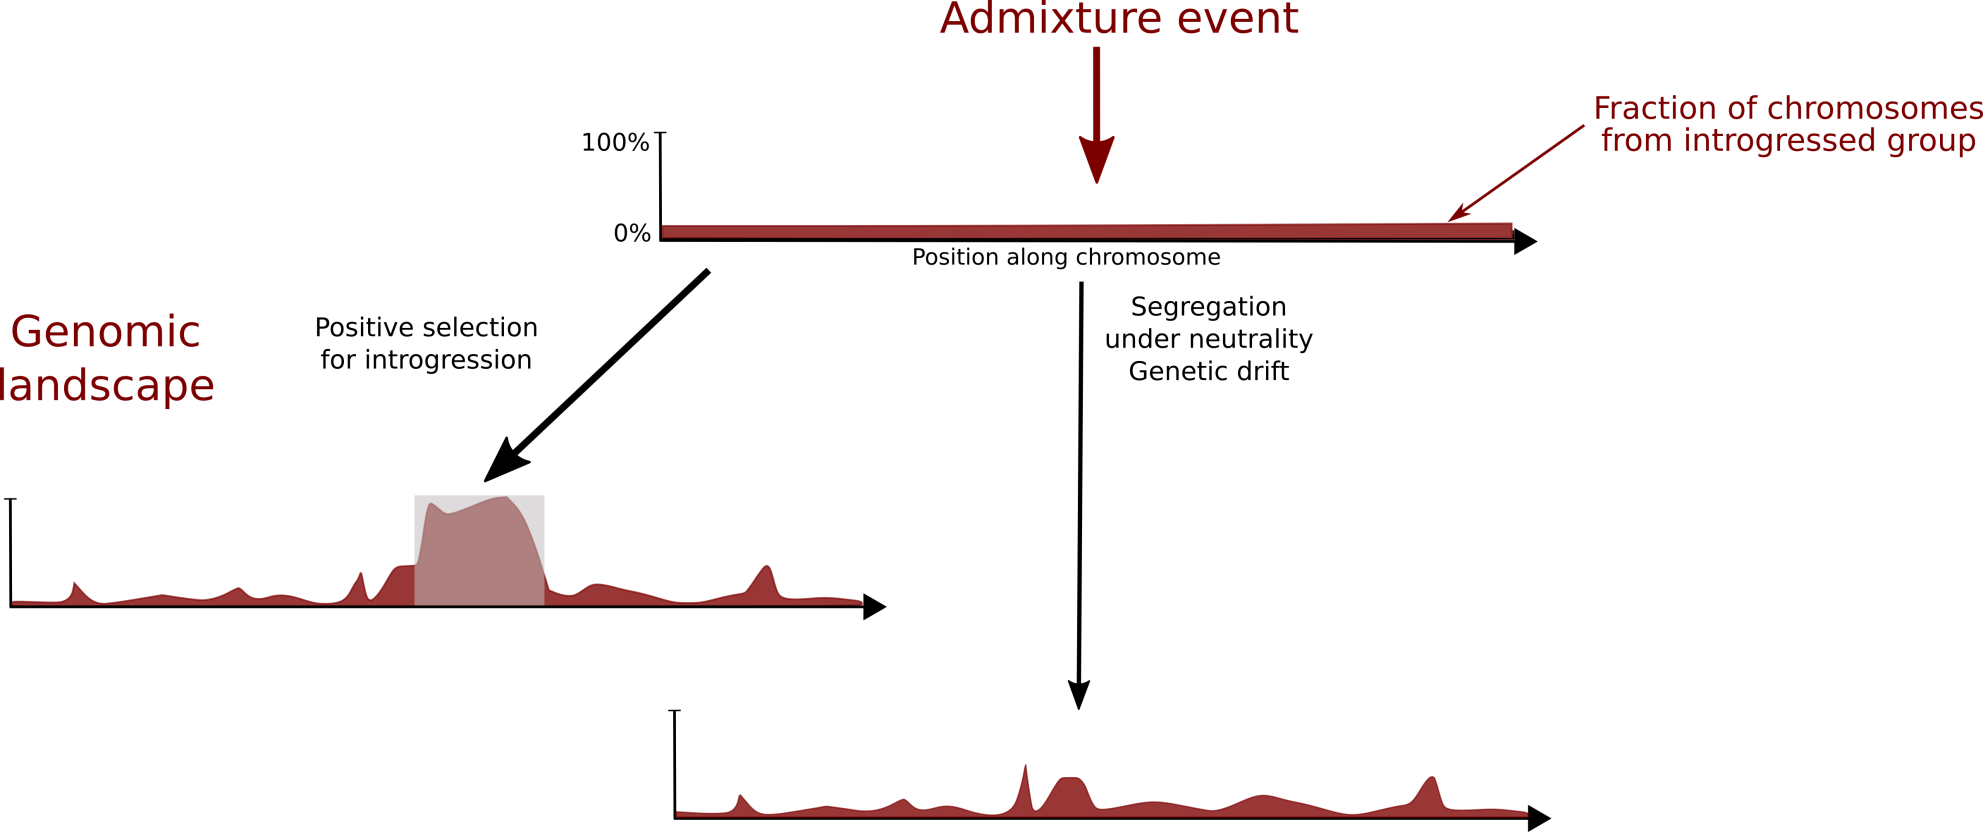 Admixture event
Fraction of chromosomes
from introgressed group
100%
0%
Position along chromosome
Genomic
landscape
Positive selection
for introgression
Segregation
under neutrality
Genetic drift